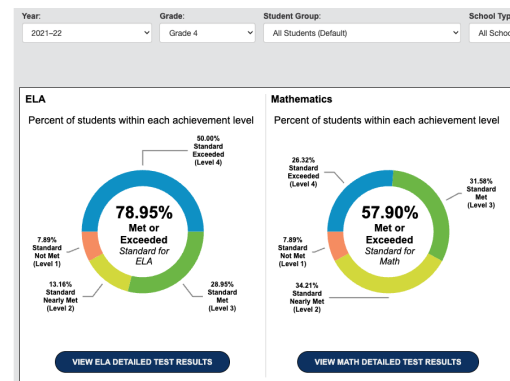 Year:
Grade:
Student Group:
School Typ
2021–22
Grade 4
All Students (Default)
All Schoo
ELA
Percent of students within each achievement level
50.00%
Standard
Exceeded
(Level 4)
78.95%
Met or
Exceeded
Standard for
ELA
7.89%
Standard
Not Met
(Level 1)
13.16%
Standard
Nearly Met
(Level 2)
28.95%
Standard
Met
(Level 3)
VIEW ELA DETAILED TEST RESULTS
Mathematics
Percent of students within each achievement level
26.32%
Standard
Exceeded
(Level 4)
31.58%
Standard
Met
(Level 3)
57.90%
Met or
Exceeded
Standard for
Math
7.89%
Standard
Not Met
(Level 1)
34.21%
Standard
Nearly Met
(Level 2)
VIEW MATH DETAILED TEST RESULTS